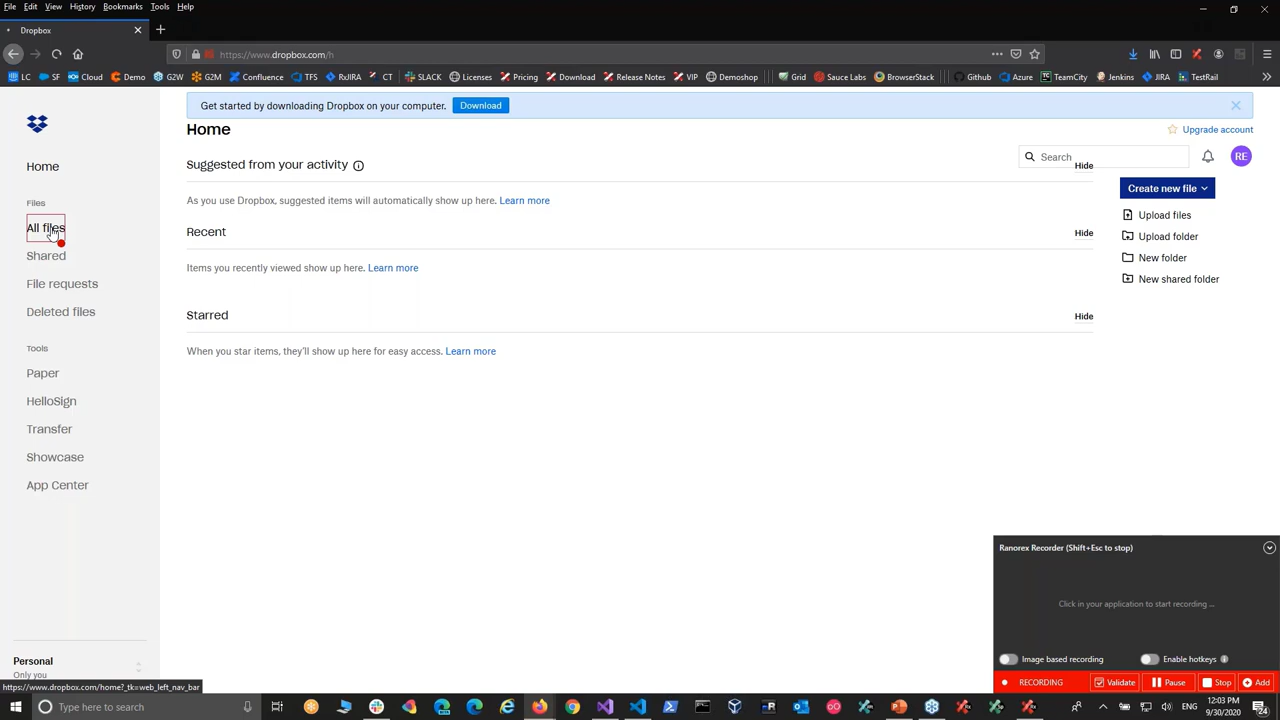 File Edit View History Bookmarks Tools Help
Dropbox
https://www.dropbox.com/h
LC SF Cloud Demo G2W G2M Confluence TFS RxJIRA CT SLACK Licenses Pricing Download Release Notes VIP Demoshop Grid Sauce Labs BrowserStack Github Azure TeamCity Jenkins JIRA TestRail
Get started by downloading Dropbox on your computer. Download
Home
Upgrade account
Search
RE
Home
Files
All files
Shared
File requests
Deleted files
Tools
Paper
HelloSign
Transfer
Showcase
App Center
Suggested from your activity
Hide
As you use Dropbox, suggested items will automatically show up here. Learn more
Recent
Hide
Items you recently viewed show up here. Learn more
Starred
Hide
When you star items, they'll show up here for easy access. Learn more
Create new file
Upload files
Upload folder
New folder
New shared folder
Personal
Only you
https://www.dropbox.com/home?_tk=web_left_nav_bar
Ranorex Recorder (Shift+Esc to stop)
Click in your application to start recording ...
Image based recording Enable hotkeys
RECORDING Validate Pause Stop Add
Type here to search
ENG
12:03 PM
9/30/2020
24